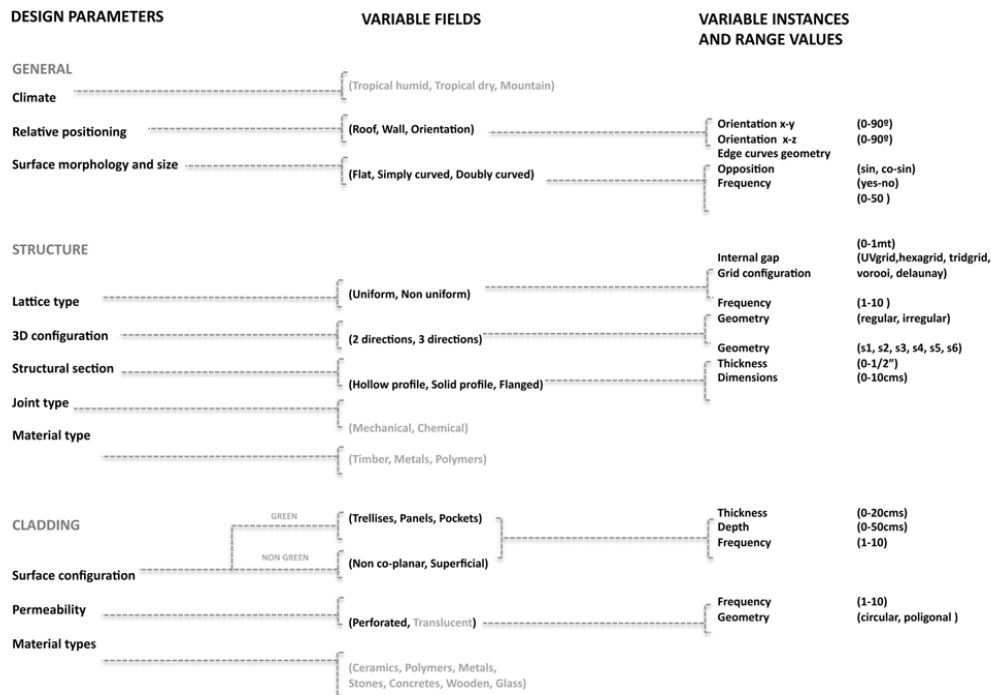 DESIGN PARAMETERS
VARIABLE FIELDS
VARIABLE INSTANCES
AND RANGE VALUES
GENERAL
Climate
(Tropical humid, Tropical dry, Mountain)
Relative positioning
(Roof, Wall, Orientation)
Orientation x-y (0-90º)
Orientation x-z (0-90º)
Edge curves geometry
Surface morphology and size
(Flat, Simply curved, Doubly curved)
Opposition (sin, co-sin)
Frequency (yes-no)
(0-50 )
STRUCTURE
(0-1mt)
Internal gap (UVgrid,hexagrid, tridgrid,
Grid configuration vorooi, delaunay)
Lattice type
(Uniform, Non uniform)
Frequency (1-10 )
3D configuration
(2 directions, 3 directions)
Geometry (regular, irregular)
Geometry (s1, s2, s3, s4, s5, s6)
Structural section
(Hollow profile, Solid profile, Flanged)
Thickness (0-1/2”)
Dimensions (0-10cms)
Joint type
(Mechanical, Chemical)
Material type
(Timber, Metals, Polymers)
CLADDING
GREEN
(Trellises, Panels, Pockets)
Thickness (0-20cms)
Depth (0-50cms)
Frequency (1-10)
NON GREEN
(Non co-planar, Superficial)
Surface configuration
Permeability
(Perforated, Translucent)
Frequency (1-10)
Geometry (circular, poligonal )
Material types
(Ceramics, Polymers, Metals,
Stones, Concretes, Wooden, Glass)